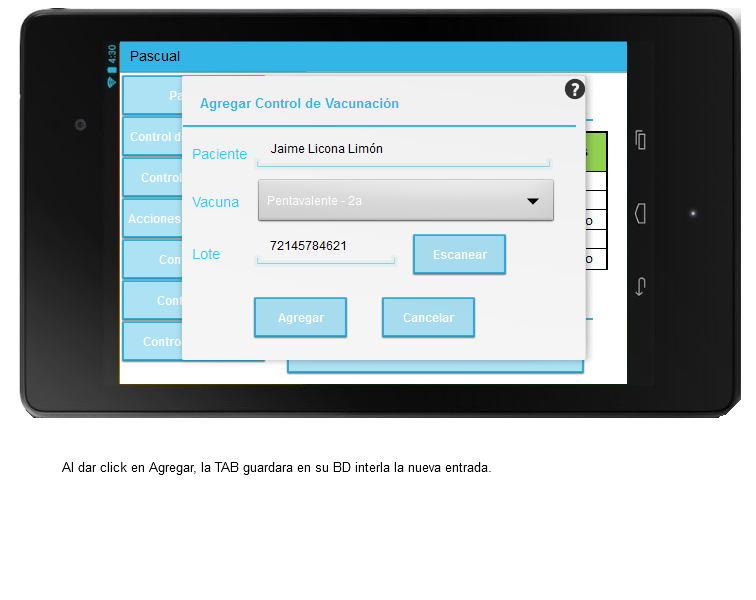 4:30
Pascual
Agregar Control de Vacunación
?
Paciente Jaime Licona Limón
Vacuna Pentavalente - 2a
Lote 72145784621 Escanear
Agregar Cancelar
Control
Control
Acciones
Con
Cont
Contro
Al dar click en Agregar, la TAB guardara en su BD interla la nueva entrada.